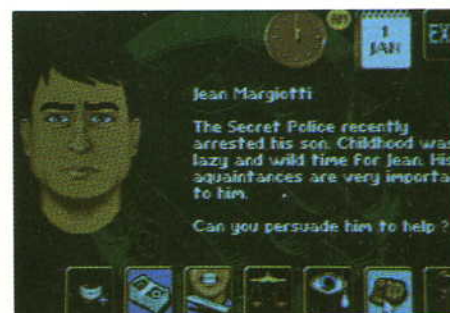 1
JAN
Jean Margiotti
The Secret Police recently
arrested his son. Childhood was
lazy and wild time for Jean. His
aquaintances are very importa
to him.
Can you persuade him to help ?